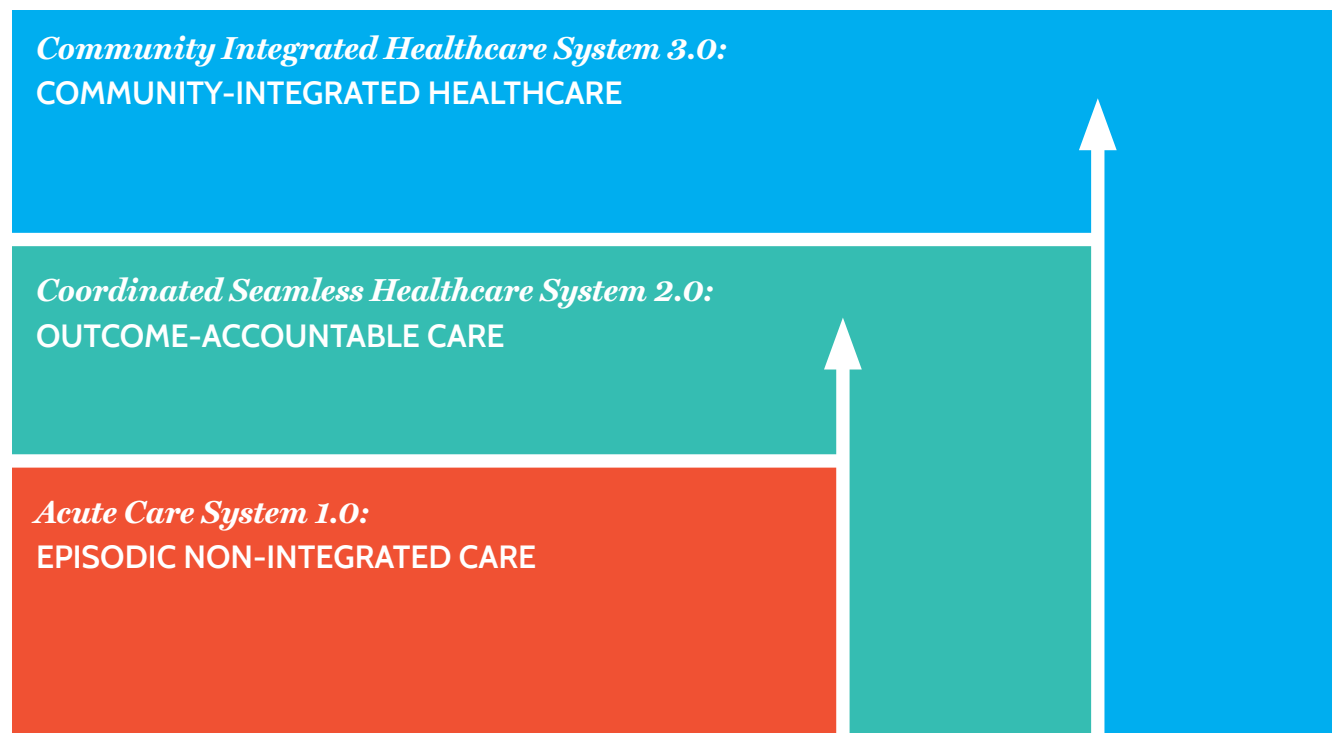 Community Integrated Healthcare System 3.0:
COMMUNITY-INTEGRATED HEALTHCARE
Coordinated Seamless Healthcare System 2.0:
OUTCOME-ACCOUNTABLE CARE
Acute Care System 1.0:
EPISODIC NON-INTEGRATED CARE